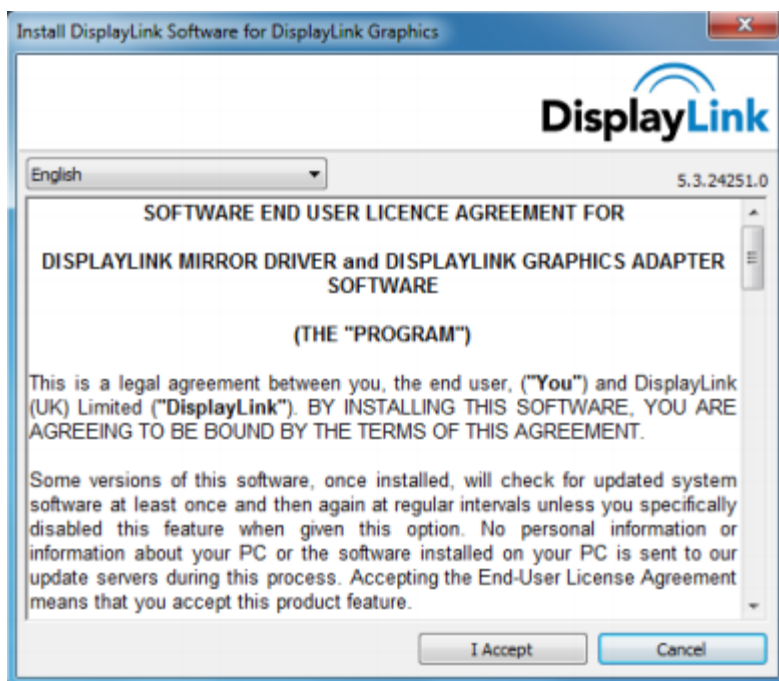 Install DisplayLink Software for DisplayLink Graphics
DisplayLink
English
5.3.24251.0
SOFTWARE END USER LICENCE AGREEMENT FOR
DISPLAYLINK MIRROR DRIVER and DISPLAYLINK GRAPHICS ADAPTER
SOFTWARE
(THE "PROGRAM")
This is a legal agreement between you, the end user, ("You") and DisplayLink
(UK) Limited ("DisplayLink"). BY INSTALLING THIS SOFTWARE, YOU ARE
AGREEING TO BE BOUND BY THE TERMS OF THIS AGREEMENT.
Some versions of this software, once installed, will check for updated system
software at least once and then again at regular intervals unless you specifically
disabled this feature when given this option. No personal information or
information about your PC or the software installed on your PC is sent to our
update servers during this process. Accepting the End-User License Agreement
means that you accept this product feature.
I Accept
Cancel